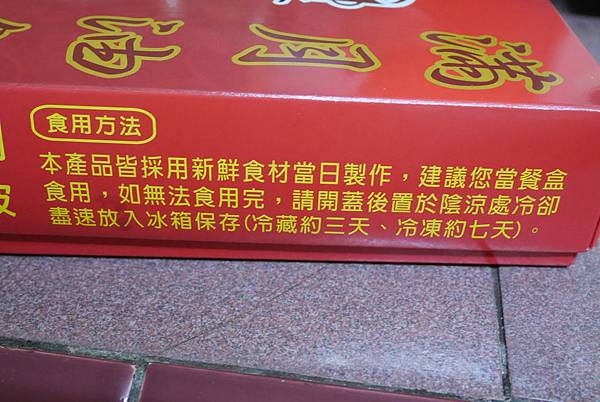 滿月油
食用方法
本產品皆採用新鮮食材當日製作，建議您當餐盒
食用，如無法食用完，請開蓋後置於陰涼處冷卻
盡速放入冰箱保存(冷藏約三天、冷凍約七天)。